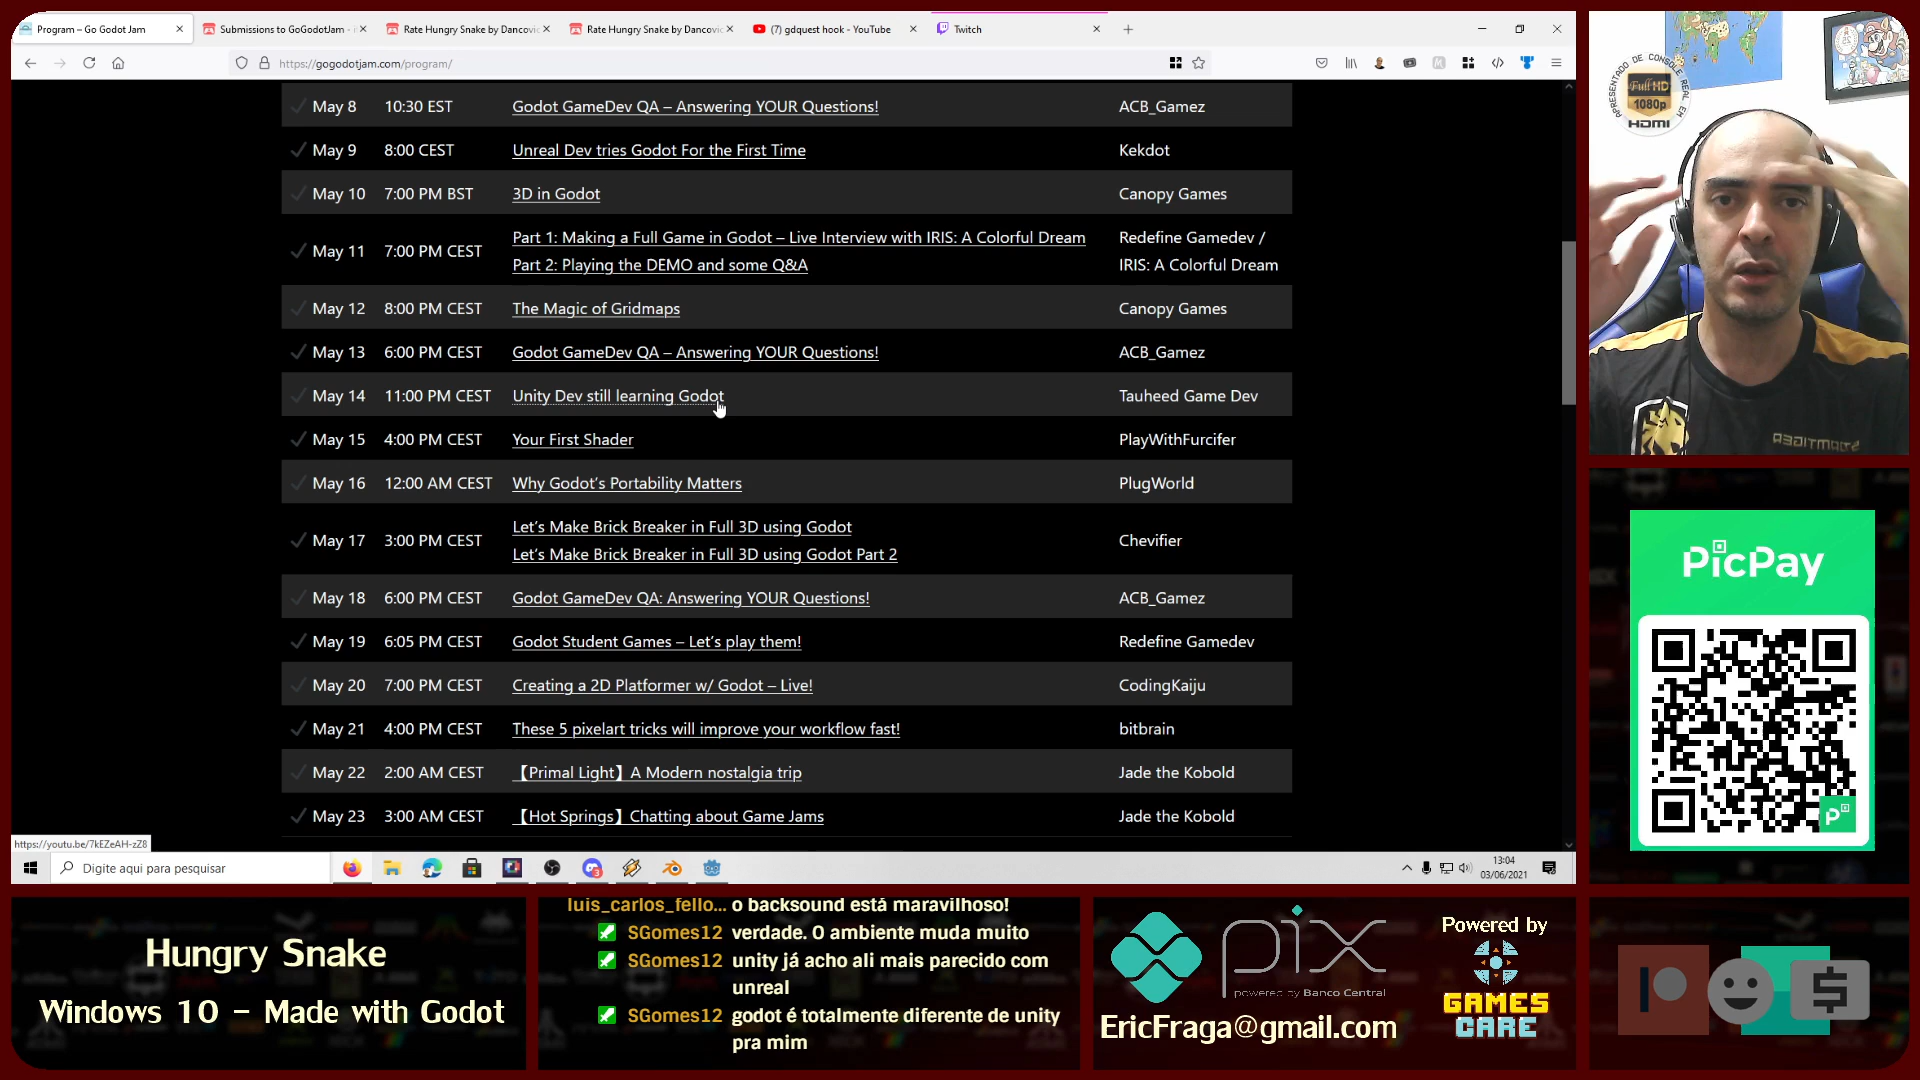 Program – Go Godot Jam
Submissions to GoGodotJam - i
Rate Hungry Snake by Dancovic
Rate Hungry Snake by Dancovic
(7) gdquest hook - YouTube
Twitch
https://gogodotjam.com/program/
May 8 10:30 EST Godot GameDev QA – Answering YOUR Questions! ACB_Gamez
May 9 8:00 CEST Unreal Dev tries Godot For the First Time Kekdot
May 10 7:00 PM BST 3D in Godot Canopy Games
Part 1: Making a Full Game in Godot – Live Interview with IRIS: A Colorful Dream Redefine Gamedev /
May 11 7:00 PM CEST
Part 2: Playing the DEMO and some Q&A IRIS: A Colorful Dream
May 12 8:00 PM CEST The Magic of Gridmaps Canopy Games
May 13 6:00 PM CEST Godot GameDev QA – Answering YOUR Questions! ACB_Gamez
May 14 11:00 PM CEST Unity Dev still learning Godot Tauheed Game Dev
May 15 4:00 PM CEST Your First Shader PlayWithFurcifer
May 16 12:00 AM CEST Why Godot's Portability Matters PlugWorld
Let's Make Brick Breaker in Full 3D using Godot
May 17 3:00 PM CEST Chevifier
Let's Make Brick Breaker in Full 3D using Godot Part 2
May 18 6:00 PM CEST Godot GameDev QA: Answering YOUR Questions! ACB_Gamez
May 19 6:05 PM CEST Godot Student Games – Let's play them! Redefine Gamedev
May 20 7:00 PM CEST Creating a 2D Platformer w/ Godot – Live! CodingKaiju
May 21 4:00 PM CEST These 5 pixelart tricks will improve your workflow fast! bitbrain
May 22 2:00 AM CEST 【Primal Light】A Modern nostalgia trip Jade the Kobold
May 23 3:00 AM CEST 【Hot Springs】Chatting about Game Jams Jade the Kobold
https://youtu.be/7kEZeAH-zZ8
Digite aqui para pesquisar
13:04
03/06/2021
APRESENTADO DE CONSOLE REAL EM
Full HD
1080p
HDMI
PicPay
Hungry Snake
Windows 10 - Made with Godot
luis_carlos_fello... o backsound está maravilhoso!
SGomes12 verdade. O ambiente muda muito
SGomes12 unity já acho ali mais parecido com
unreal
SGomes12 godot é totalmente diferente de unity
pra mim
pix
powered by Banco Central
EricFraga@gmail.com
Powered by
GAMES
CARE